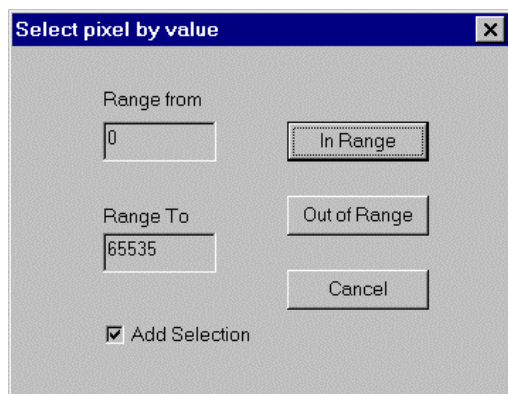 Select pixel by value
Range from
0
In Range
Range To
65535
Out of Range
Cancel
Add Selection